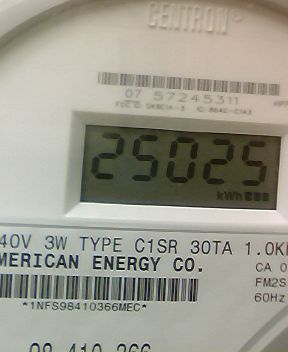 CENTRON
07 57245311
25025
kWh
40V 3W TYPE C1SR 30TA 1.0K
MERICAN ENERGY CO.
CA 0
FM2S
60Hz
*1NFS98410366MEC*
98 410 366